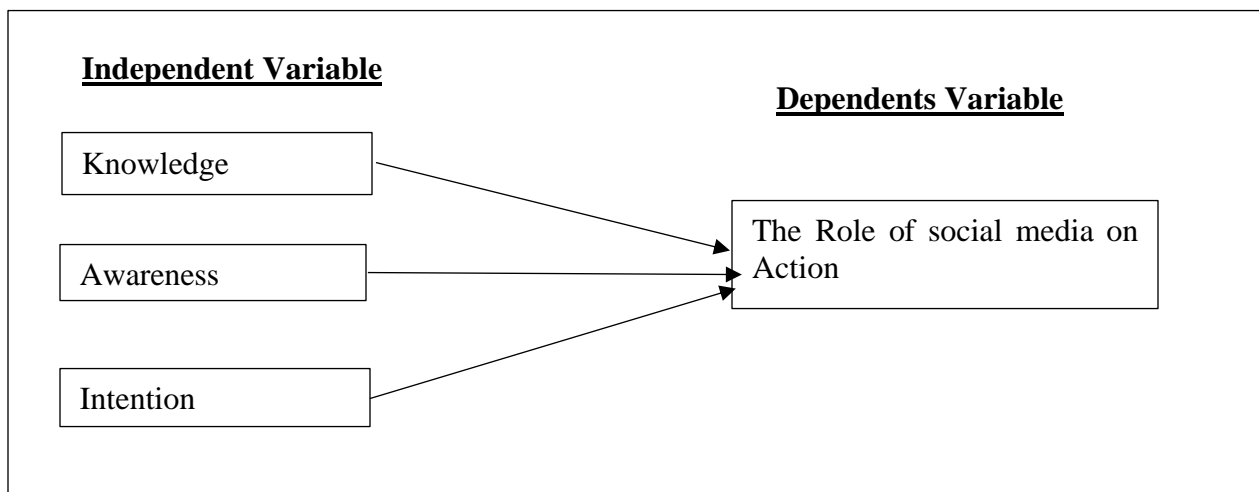 Independent Variable
Dependents Variable
Knowledge
The Role of social media on
Action
Awareness
Intention